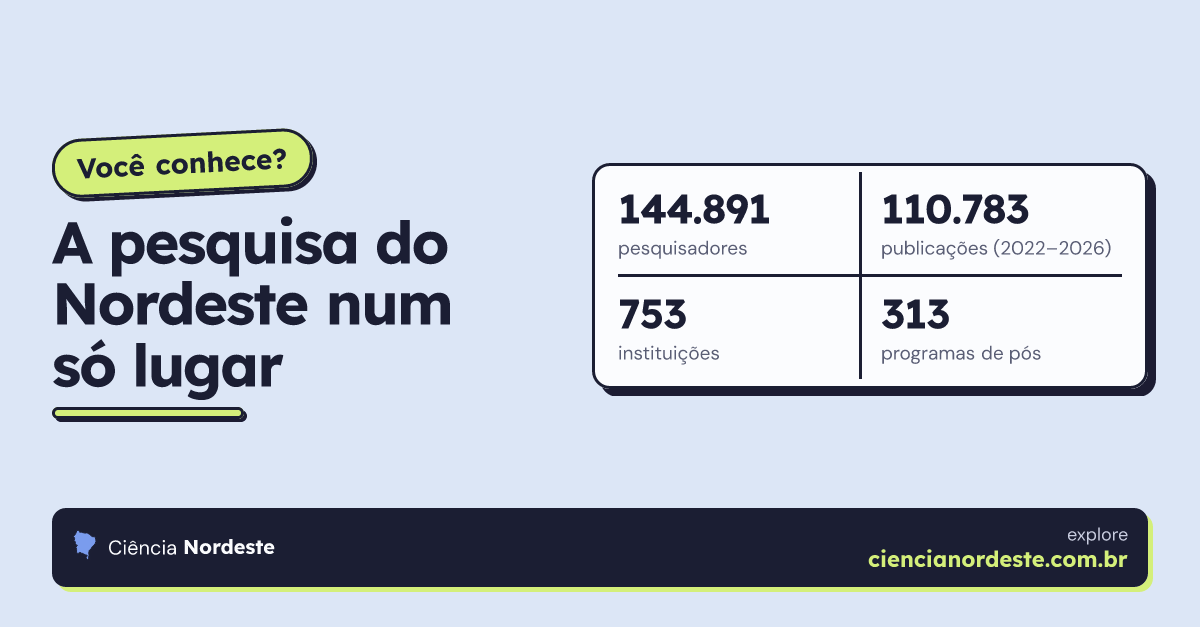 Você conhece?
A pesquisa do
Nordeste num
só lugar
144.891
pesquisadores
110.783
publicações (2022–2026)
753
instituições
313
programas de pós
Ciência Nordeste
explore
ciencianordeste.com.br